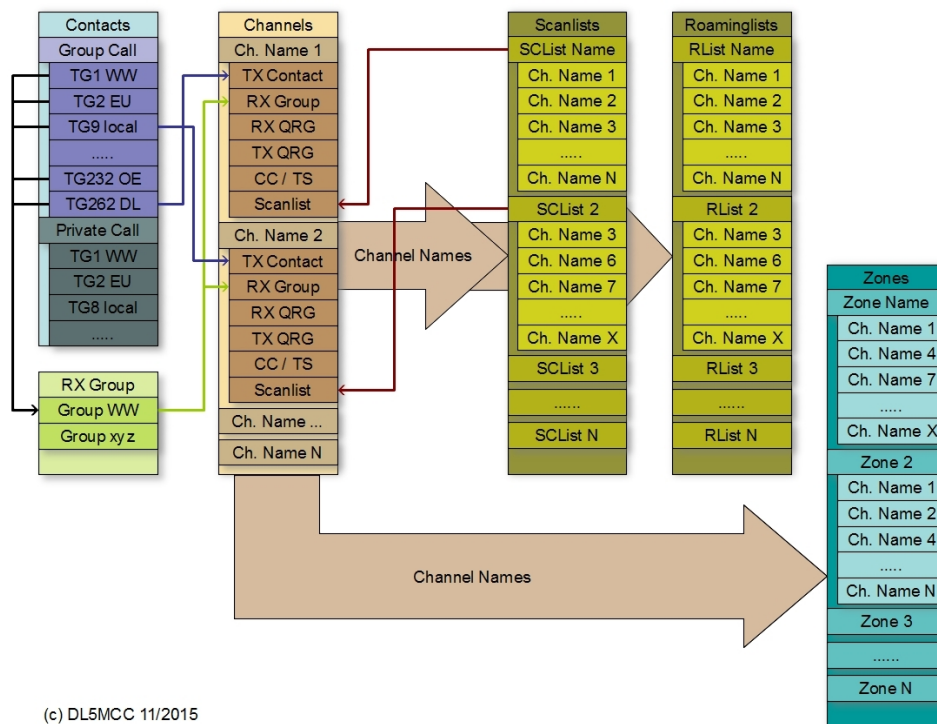 Contacts
Group Call
TG1 WW
TG2 EU
TG9 local
.....
TG232 OE
TG262 DL
Private Call
TG1 WW
TG2 EU
TG8 local
.....
RX Group
Group WW
Group xyz
Channels
Ch. Name 1
TX Contact
RX Group
RX QRG
TX QRG
CC / TS
Scanlist
Ch. Name 2
TX Contact
RX Group
RX QRG
TX QRG
CC / TS
Scanlist
Ch. Name ...
Ch. Name N
Channel Names
Scanlists
SCList Name
Ch. Name 1
Ch. Name 2
Ch. Name 3
.....
Ch. Name N
SCList 2
Ch. Name 3
Ch. Name 6
Ch. Name 7
.....
Ch. Name X
SCList 3
......
SCList N
Roaminglists
RList Name
Ch. Name 1
Ch. Name 2
Ch. Name 3
.....
Ch. Name N
RList 2
Ch. Name 3
Ch. Name 6
Ch. Name 7
.....
Ch. Name X
RList 3
......
RList N
Channel Names
Zones
Zone Name
Ch. Name 1
Ch. Name 4
Ch. Name 7
.....
Ch. Name X
Zone 2
Ch. Name 1
Ch. Name 2
Ch. Name 4
.....
Ch. Name N
Zone 3
......
Zone N
(c) DL5MCC 11/2015